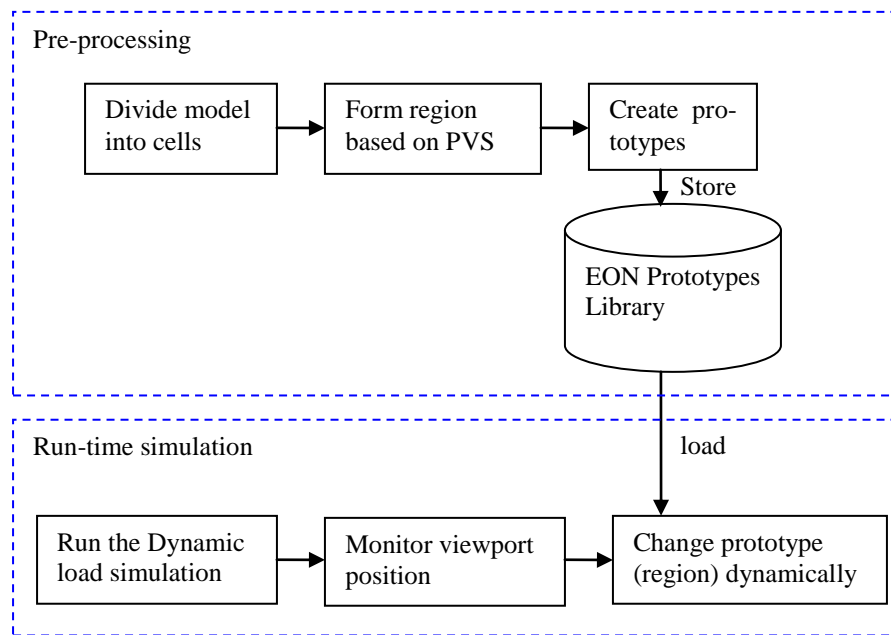 Pre-processing
Divide model
into cells
Form region
based on PVS
Create pro-
totypes
Store
EON Prototypes
Library
Run-time simulation
load
Run the Dynamic
load simulation
Monitor viewport
position
Change prototype
(region) dynamically